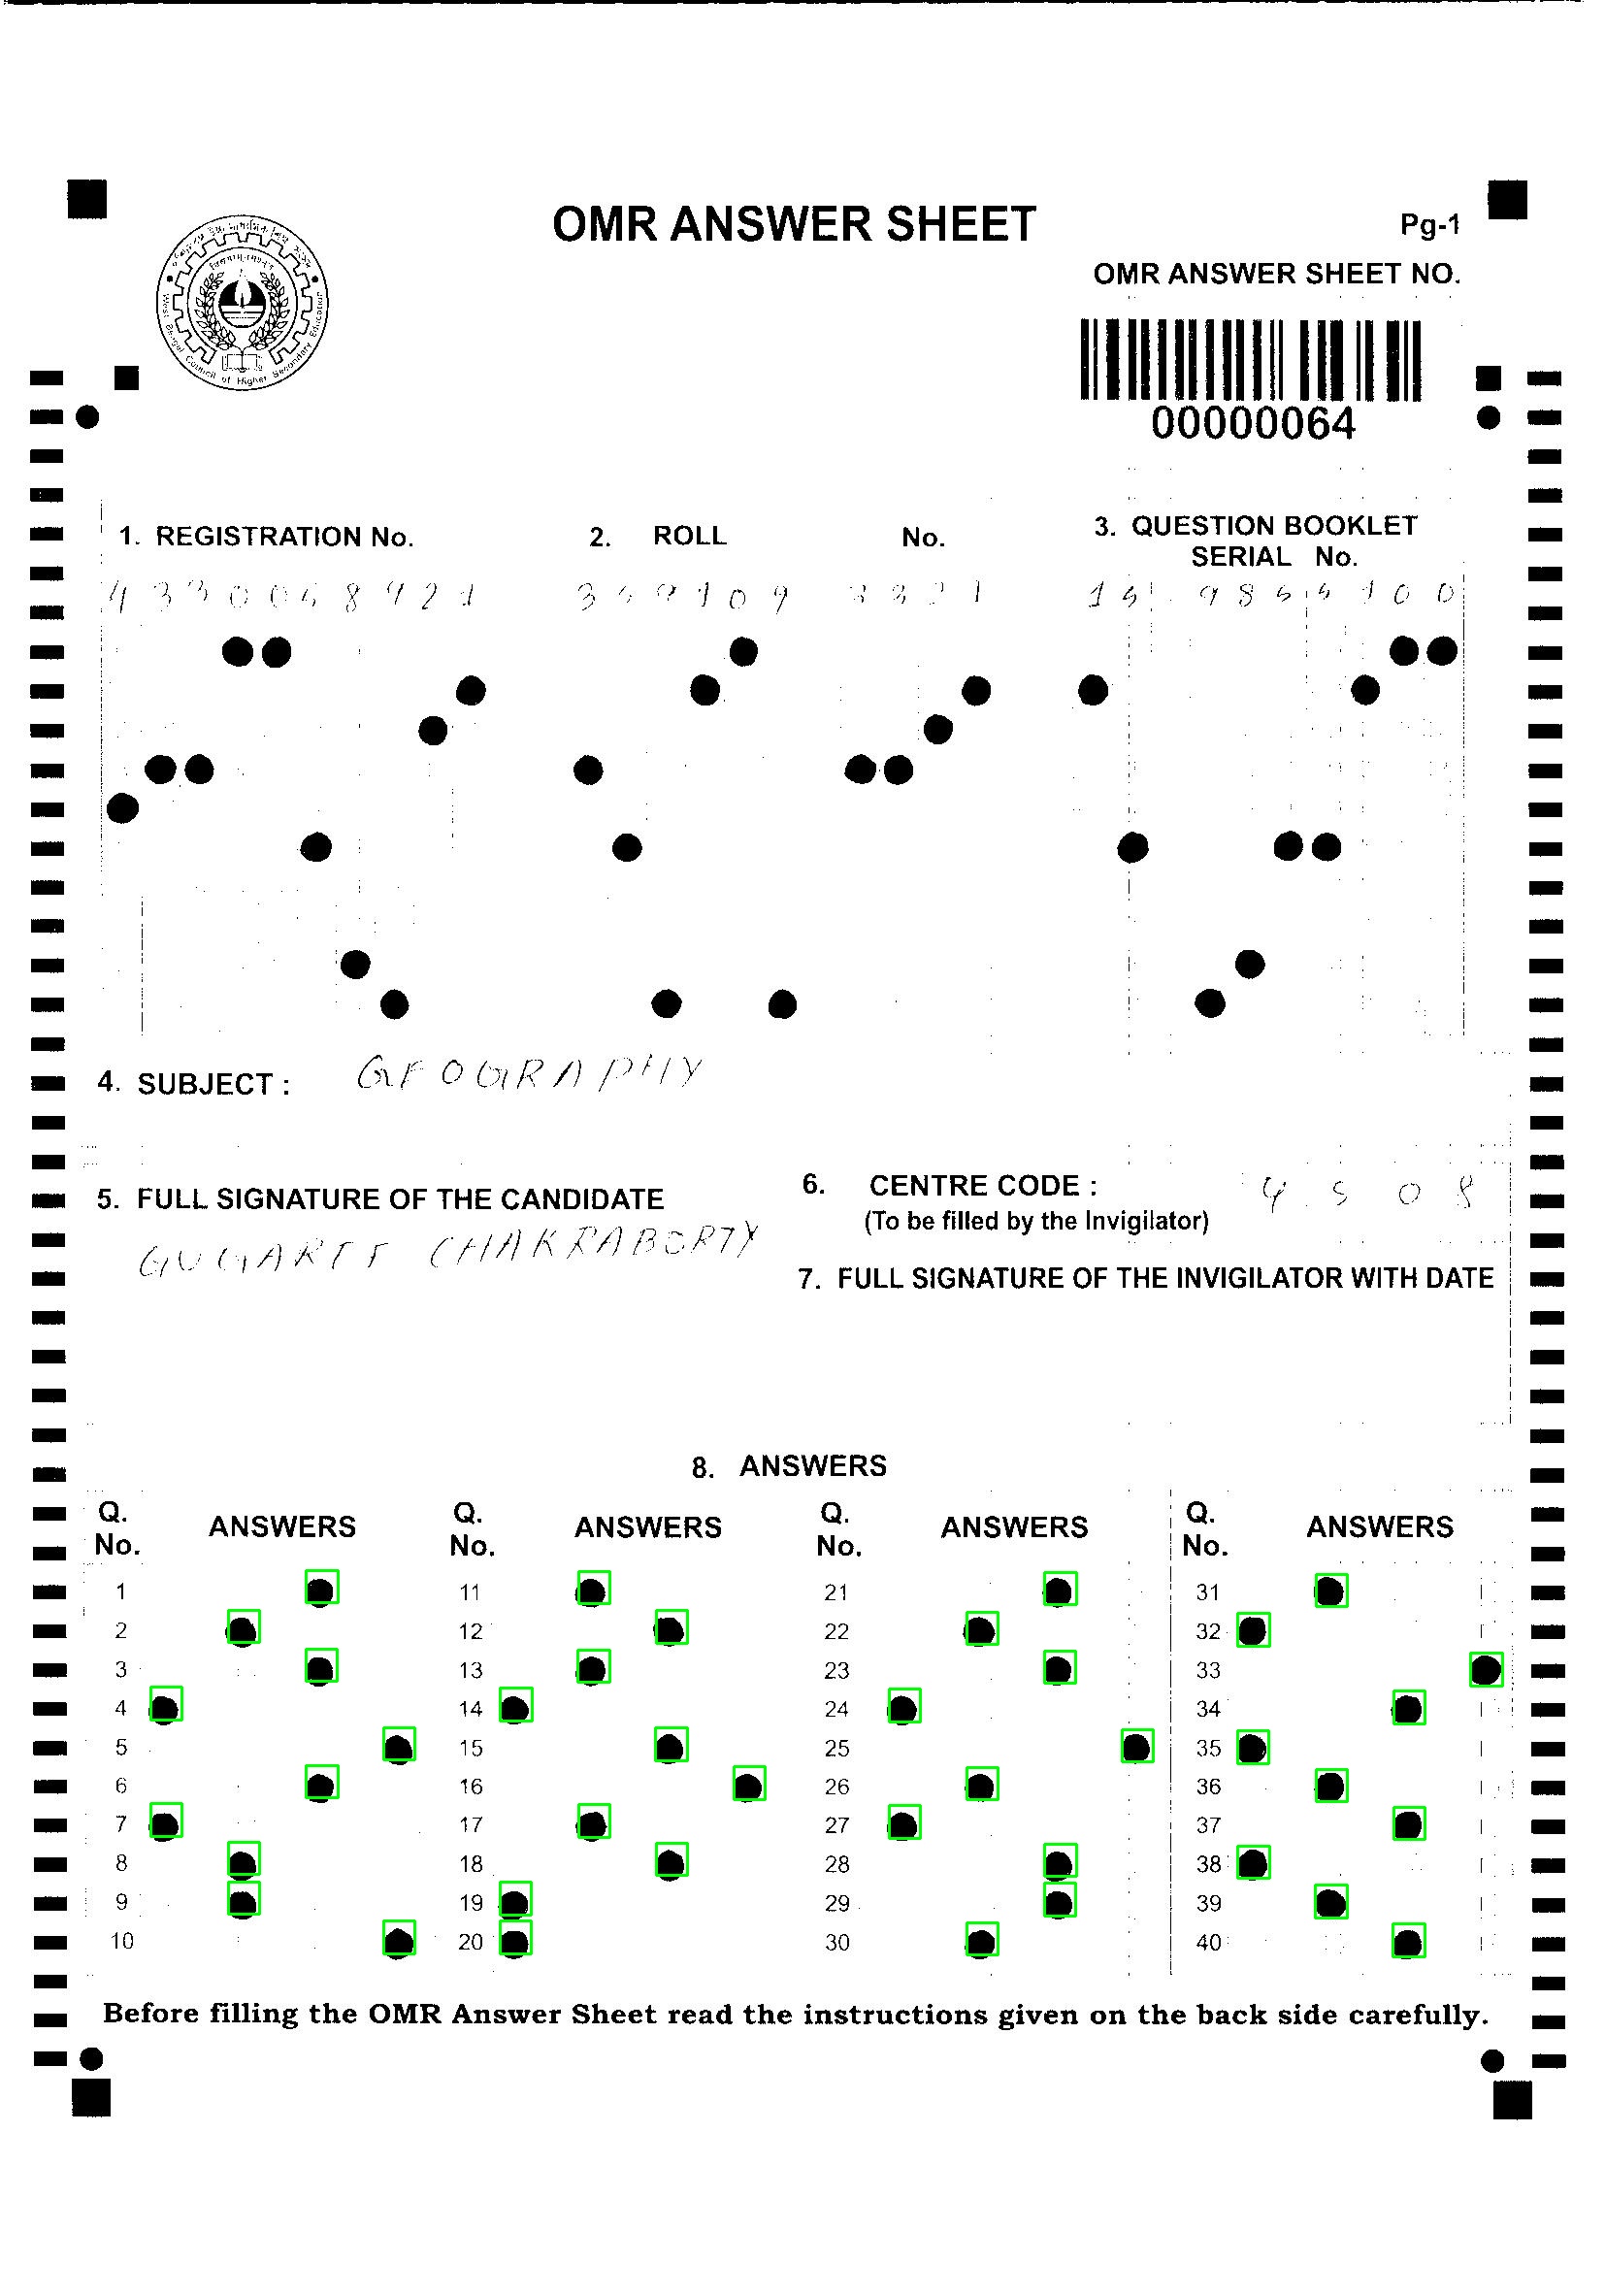 OMR ANSWER SHEET
Pg-1
OMR ANSWER SHEET NO.
West Bengal Council of Higher Secondary Education
00000064
1. REGISTRATION No.
2. ROLL No.
3. QUESTION BOOKLET
SERIAL No.
4 3 3 0 0 5 8 9 2 1
3 5 9 1 0 9 3 3 2 1
1 5 9 8 5 5 1 0 0
4. SUBJECT : GEOGRAPHY
5. FULL SIGNATURE OF THE CANDIDATE
CHAKRABORTY
6. CENTRE CODE : 4 5 0 8
(To be filled by the Invigilator)
7. FULL SIGNATURE OF THE INVIGILATOR WITH DATE
8. ANSWERS
Q. No. ANSWERS Q. No. ANSWERS Q. No. ANSWERS Q. No. ANSWERS
1 11 21 31
2 12 22 32
3 13 23 33
4 14 24 34
5 15 25 35
6 16 26 36
7 17 27 37
8 18 28 38
9 19 29 39
10 20 30 40
Before filling the OMR Answer Sheet read the instructions given on the back side carefully.